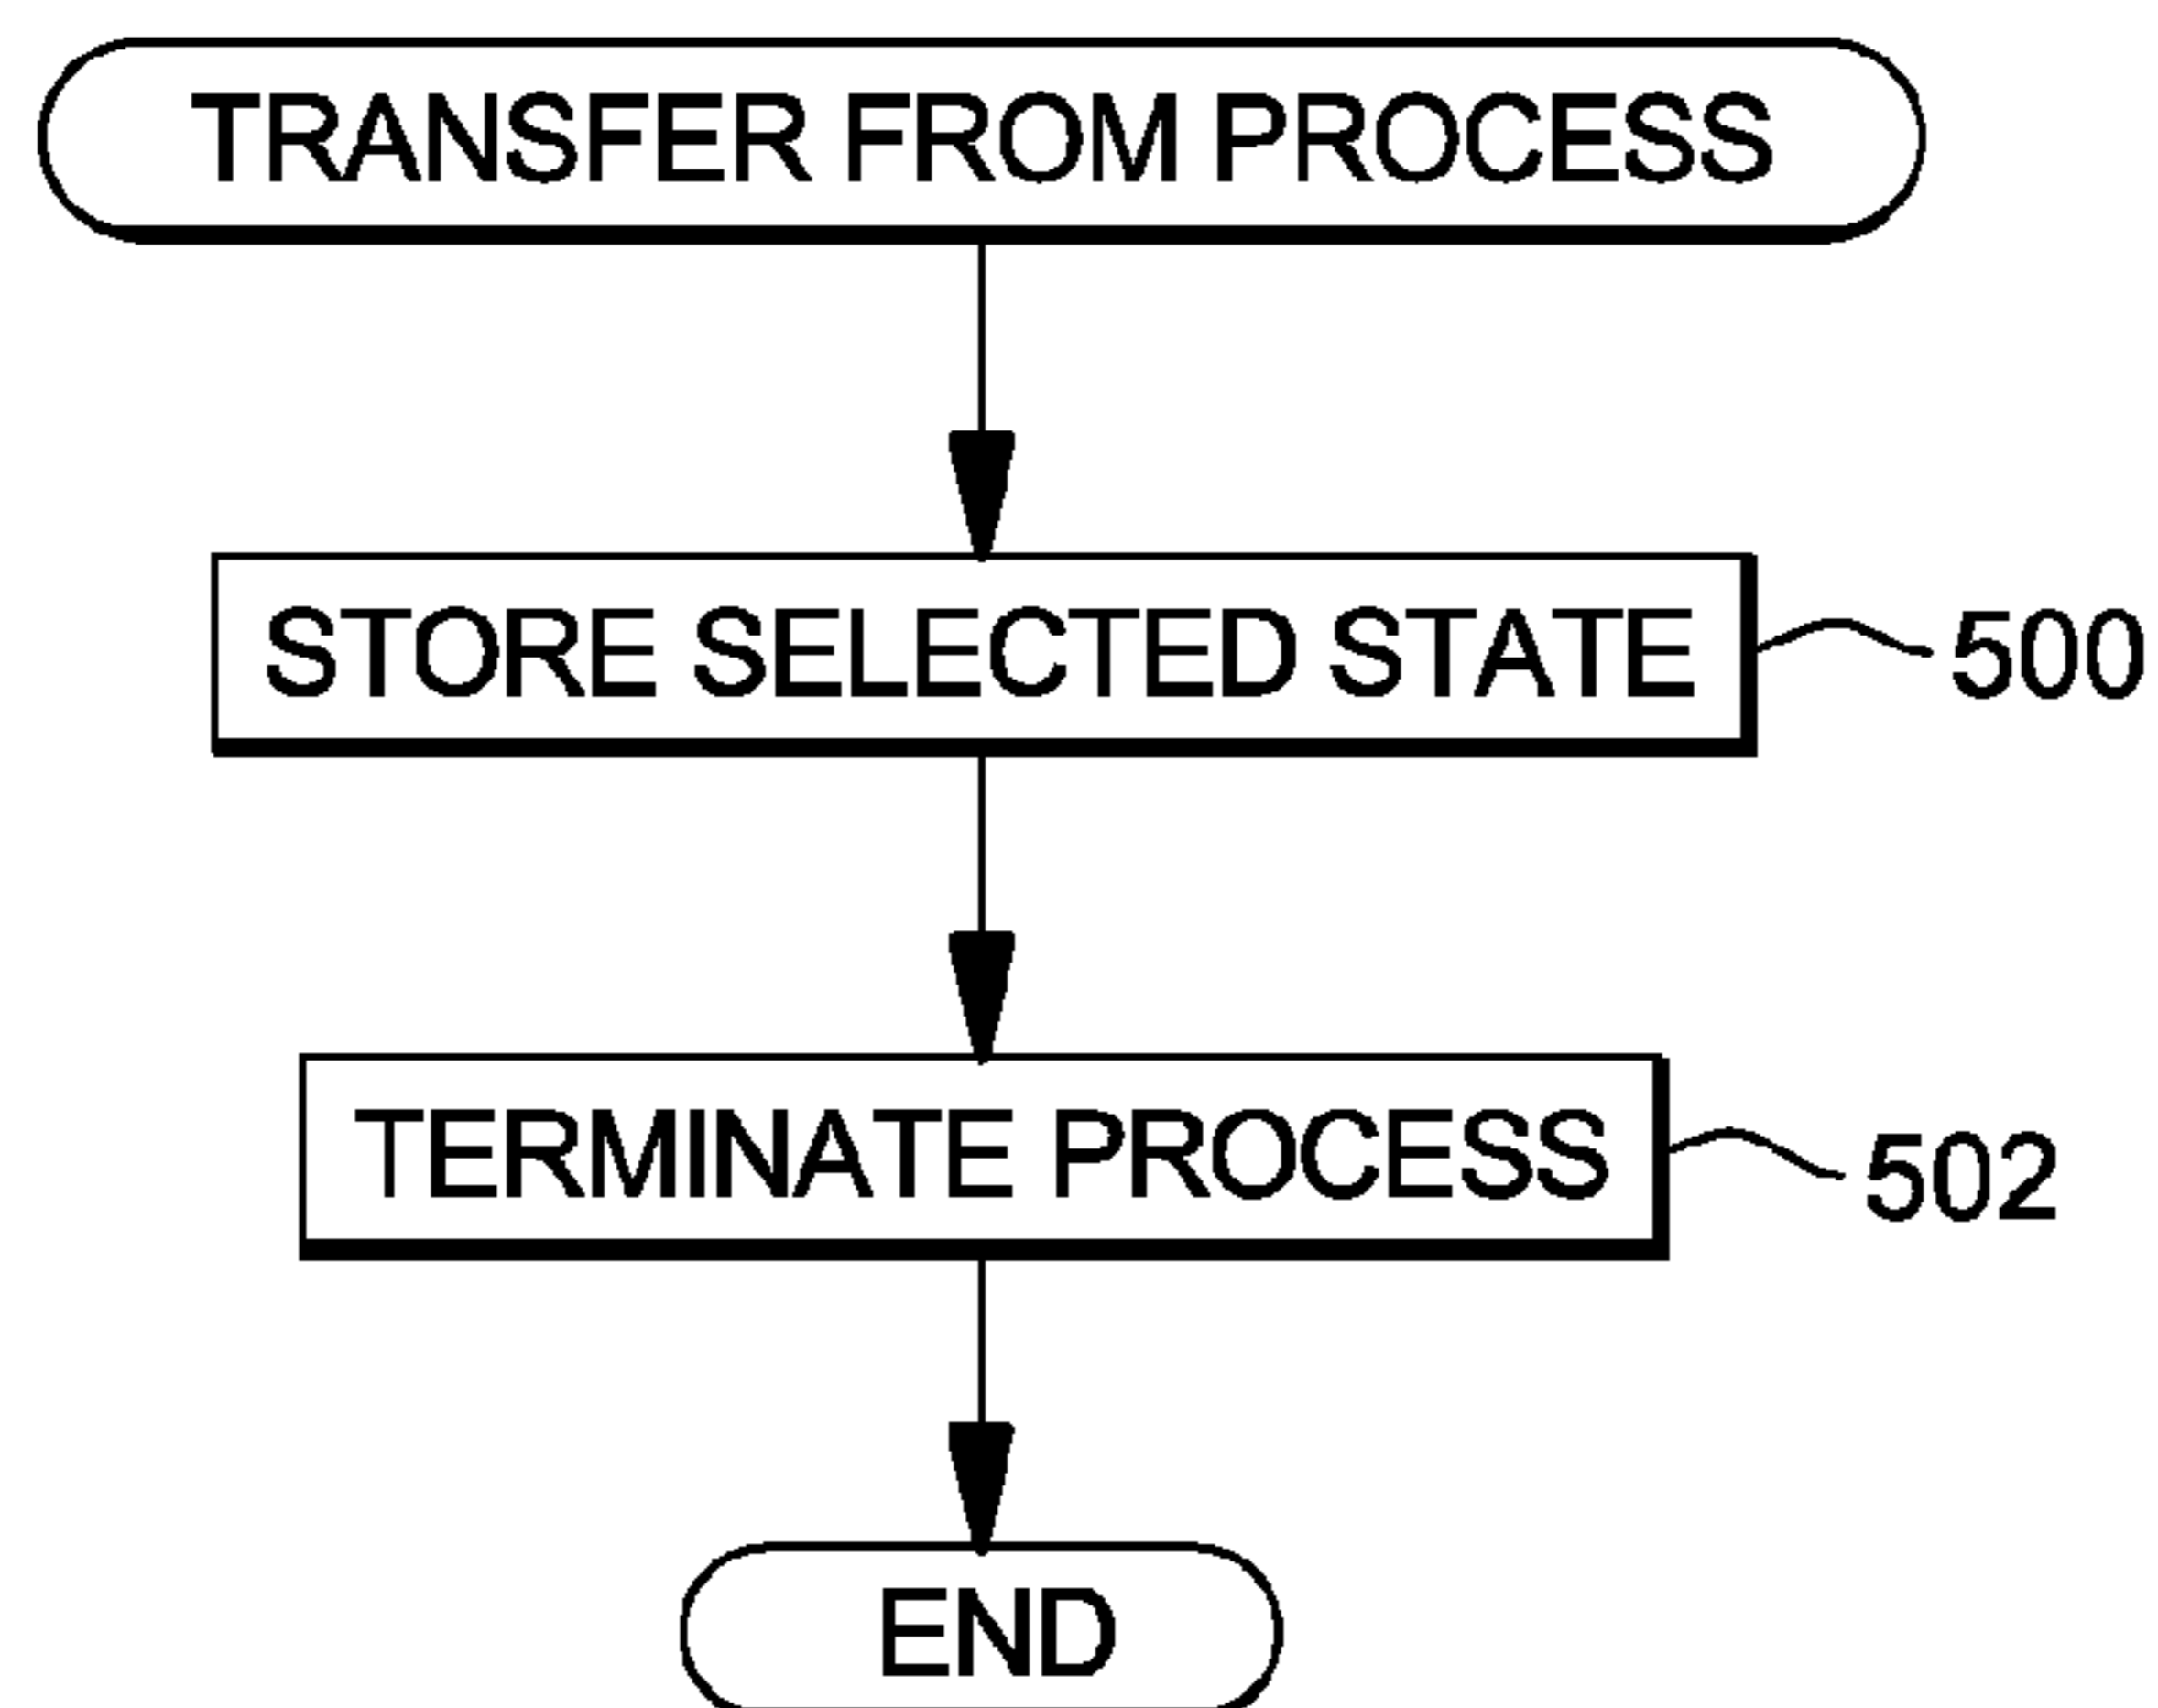 TRANSFER FROM PROCESS
STORE SELECTED STATE
500
TERMINATE PROCESS
502
END